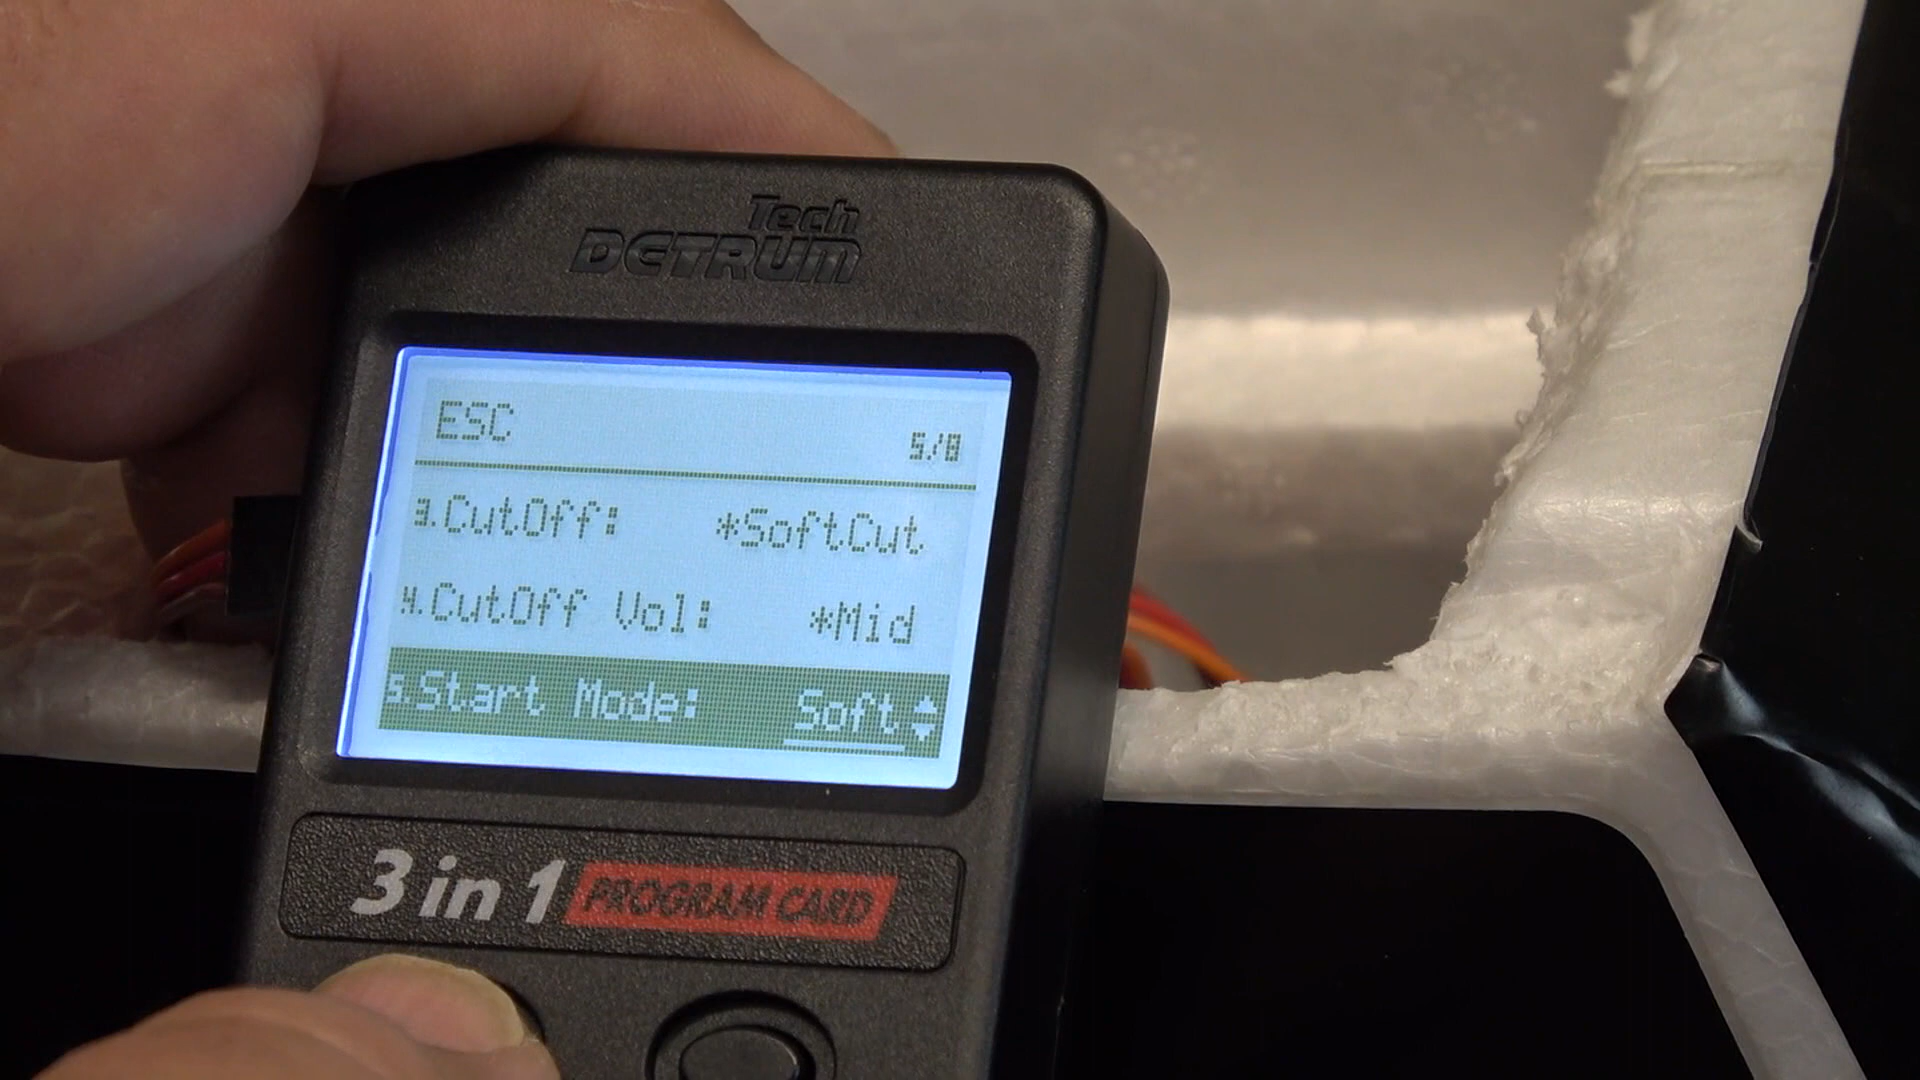 Tech
DETRUM
ESC
5/8
3.CutOff: *SoftCut
4.CutOff Vol: *Mid
5.Start Mode: Soft
3 in 1 PROGRAM CARD